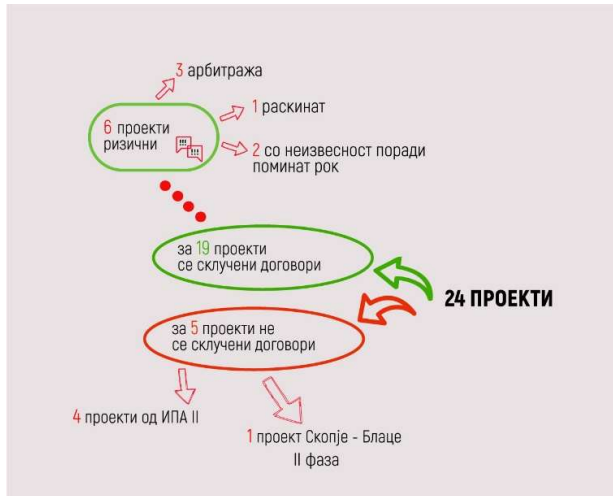 3 арбитража
1 раскинат
6 проекти
ризични
!!!
!!!
2 со неизвесност поради
поминат рок
за 19 проекти
се склучени договори
24 ПРОЕКТИ
за 5 проекти не
се склучени договори
4 проекти од ИПА II
1 проект Скопје - Блаце
II фаза